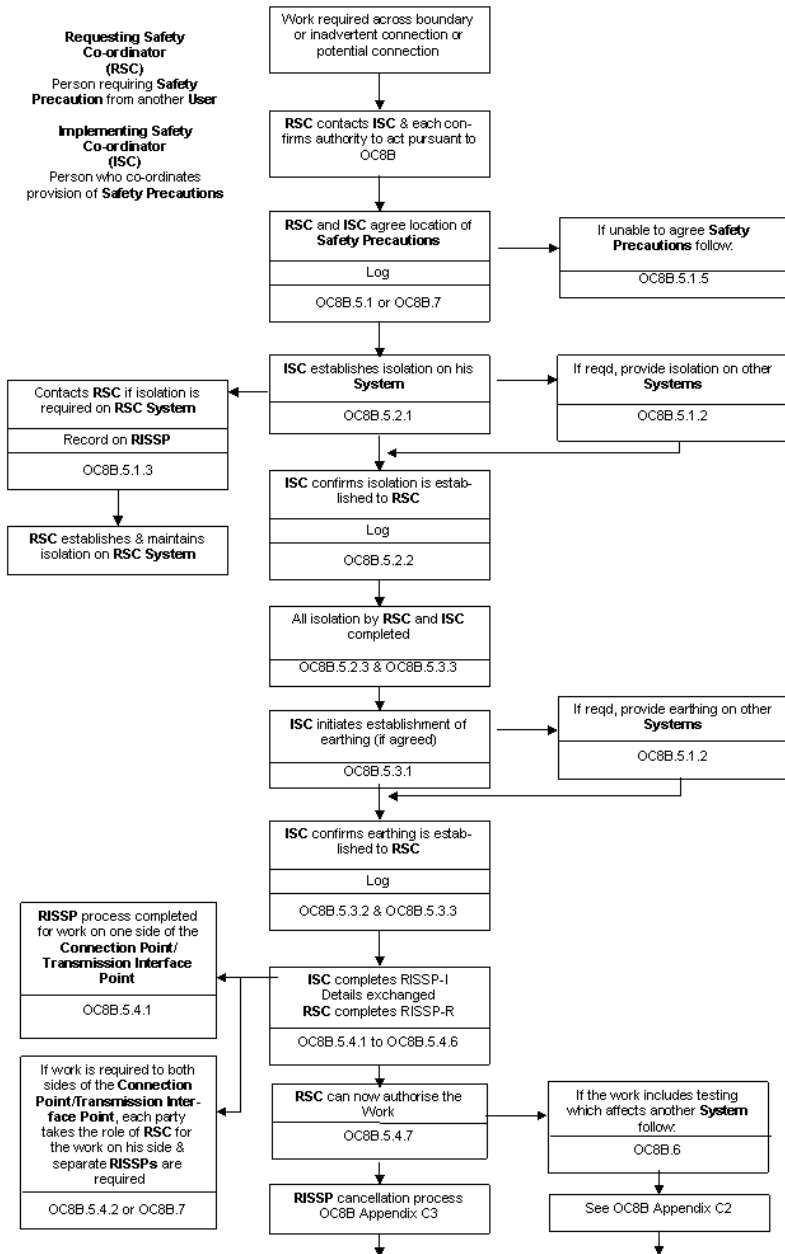 Requesting Safety
Co-ordinator
(RSC)
Person requiring Safety
Precaution from another User
Implementing Safety
Co-ordinator
(ISC)
Person who co-ordinates
provision of Safety Precautions
Work required across boundary
or inadvertent connection or
potential connection
RSC contacts ISC & each con-
firms authority to act pursuant to
OC8B
RSC and ISC agree location of
Safety Precautions
Log
OC8B.5.1 or OC8B.7
If unable to agree Safety
Precautions follow:
OC8B.5.1.5
ISC establishes isolation on his
System
OC8B.5.2.1
If reqd, provide isolation on other
Systems
OC8B.5.1.2
Contacts RSC if isolation is
required on RSC System
Record on RISSP
OC8B.5.1.3
RSC establishes & maintains
isolation on RSC System
ISC confirms isolation is estab-
lished to RSC
Log
OC8B.5.2.2
All isolation by RSC and ISC
completed
OC8B.5.2.3 & OC8B.5.3.3
ISC initiates establishment of
earthing (if agreed)
OC8B.5.3.1
If reqd, provide earthing on other
Systems
OC8B.5.1.2
ISC confirms earthing is estab-
lished to RSC
Log
OC8B.5.3.2 & OC8B.5.3.3
RISSP process completed
for work on one side of the
Connection Point/
Transmission Interface
Point
OC8B.5.4.1
ISC completes RISSP-I
Details exchanged
RSC completes RISSP-R
OC8B.5.4.1 to OC8B.5.4.6
If work is required to both
sides of the Connection
Point/Transmission Inter-
face Point, each party
takes the role of RSC for
the work on his side &
separate RISSPs are
required
OC8B.5.4.2 or OC8B.7
RSC can now authorise the
Work
OC8B.5.4.7
If the work includes testing
which affects another System
follow:
OC8B.6
RISSP cancellation process
OC8B Appendix C3
See OC8B Appendix C2